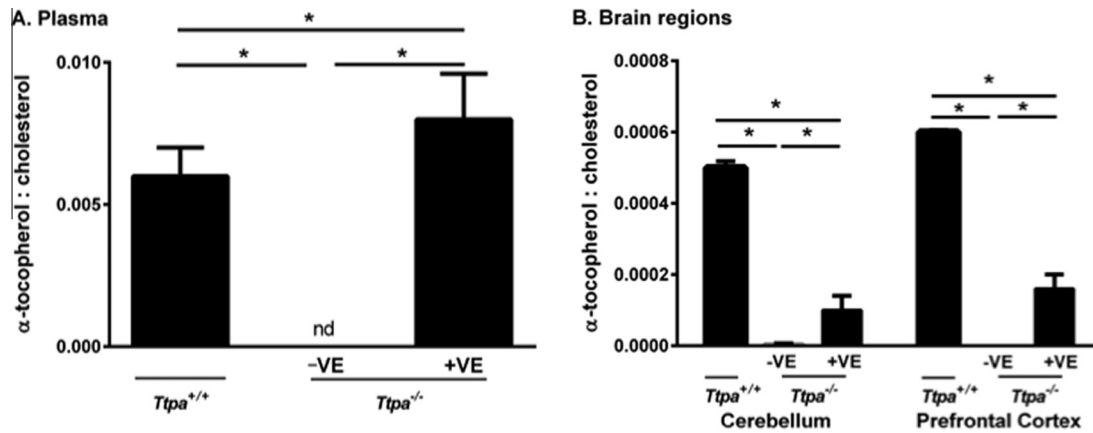 A. Plasma
*
*
*
α-tocopherol : cholesterol
0.010
0.005
0.000
nd
–VE
+VE
Ttpa+/+
Ttpa-/-
B. Brain regions
α-tocopherol : cholesterol
0.0008
0.0006
0.0004
0.0002
0.0000
*
*
*
*
*
*
-VE
+VE
-VE
+VE
Ttpa+/+
Ttpa-/-
Ttpa+/+
Ttpa-/-
Cerebellum
Prefrontal Cortex